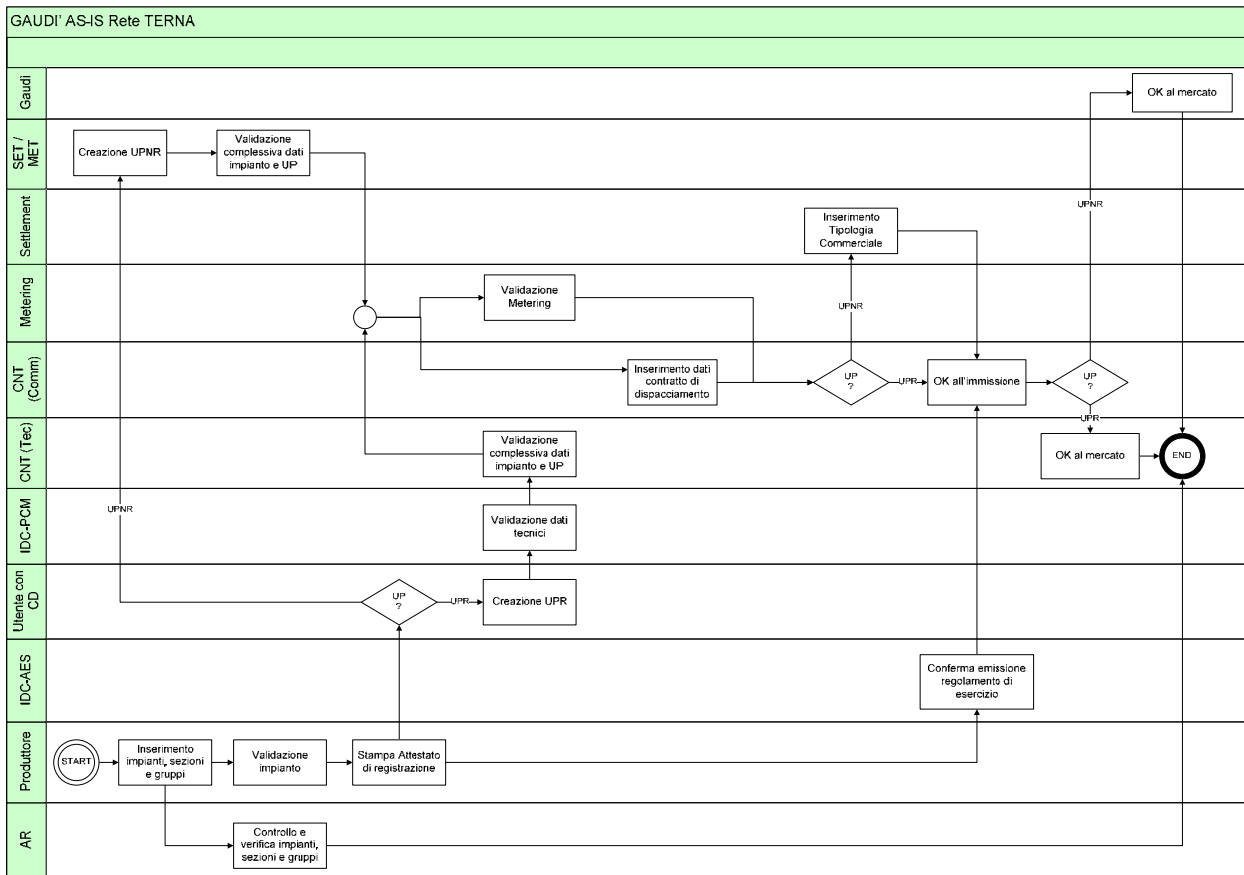 GAUDI' AS-IS Rete TERNA
Gaudì
OK al mercato
SET /
MET
Creazione UPNR
Validazione
complessiva dati
impianto e UP
Settlement
Inserimento
Tipologia
Commerciale
UPNR
Metering
Validazione
Metering
UPNR
CNT
(Comm)
Inserimento dati
contratto di
dispacciamento
UP
?
UPR
OK all'immissione
UP
?
UPR
CNT (Tec)
Validazione
complessiva dati
impianto e UP
OK al mercato
END
IDC-PCM
UPNR
Validazione dati
tecnici
Utente con
CD
UP
?
UPR
Creazione UPR
IDC-AES
Conferma emissione
regolamento di
esercizio
Produttore
START
Inserimento
impianti, sezioni
e gruppi
Validazione
impianto
Stampa Attestato
di registrazione
AR
Controllo e
verifica impianti,
sezioni e gruppi